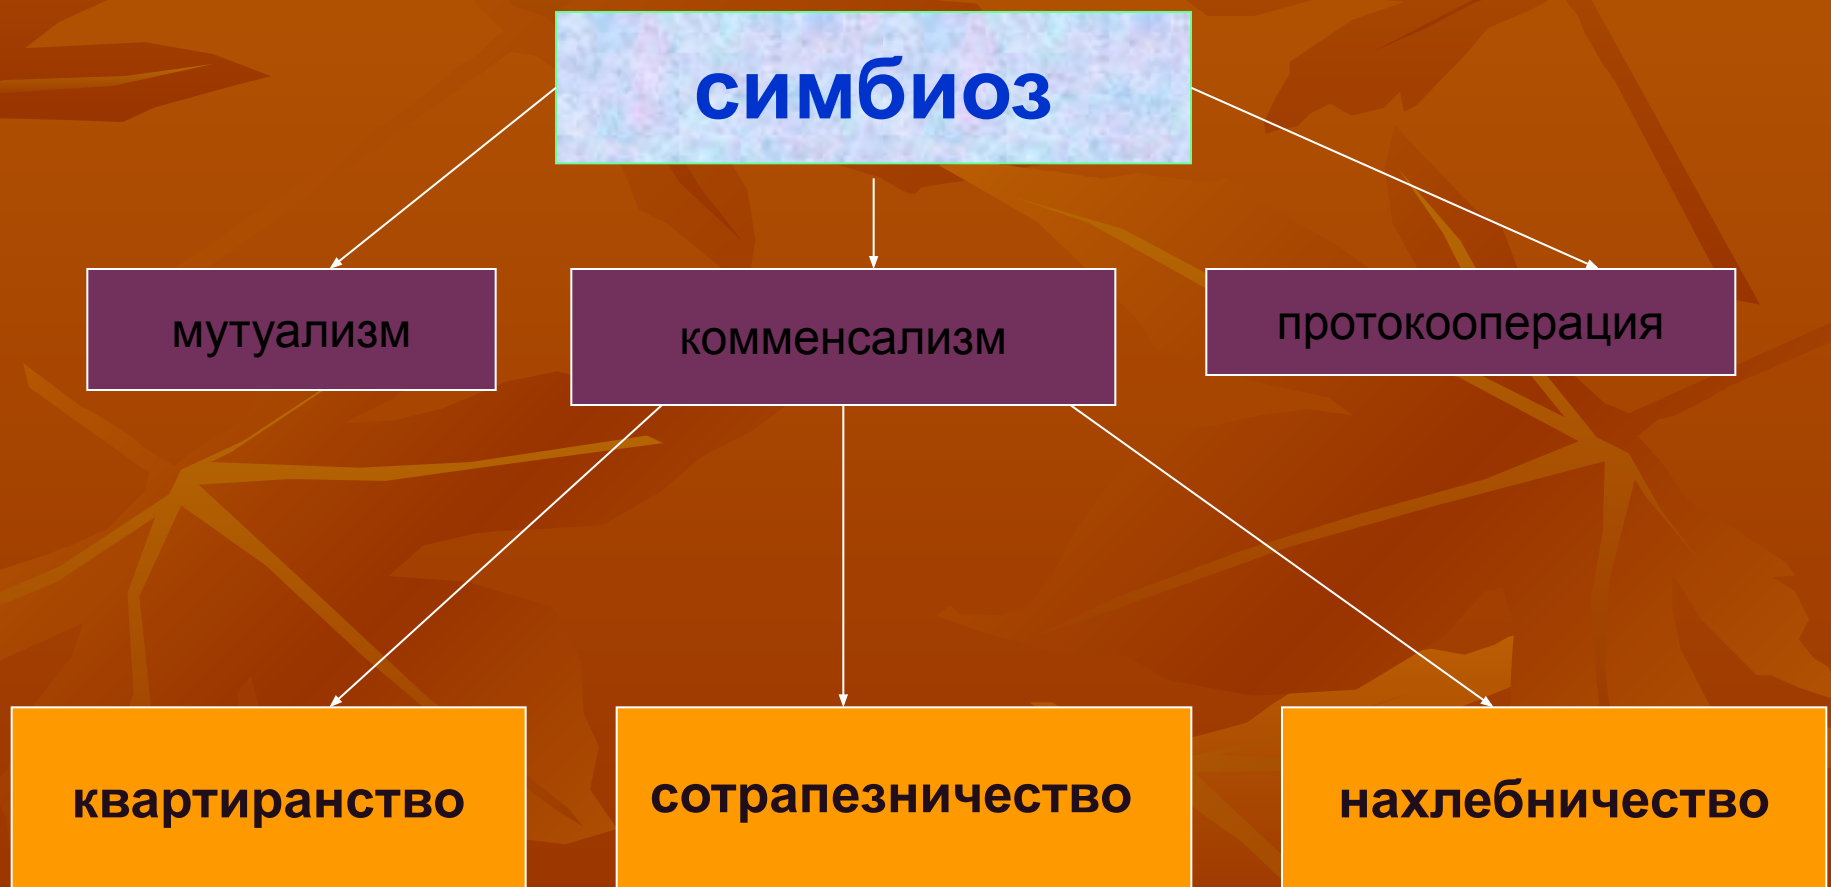 симбиоз
мутуализм
комменсализм
протокооперация
квартиранство
сотрапезничество
нахлебничество